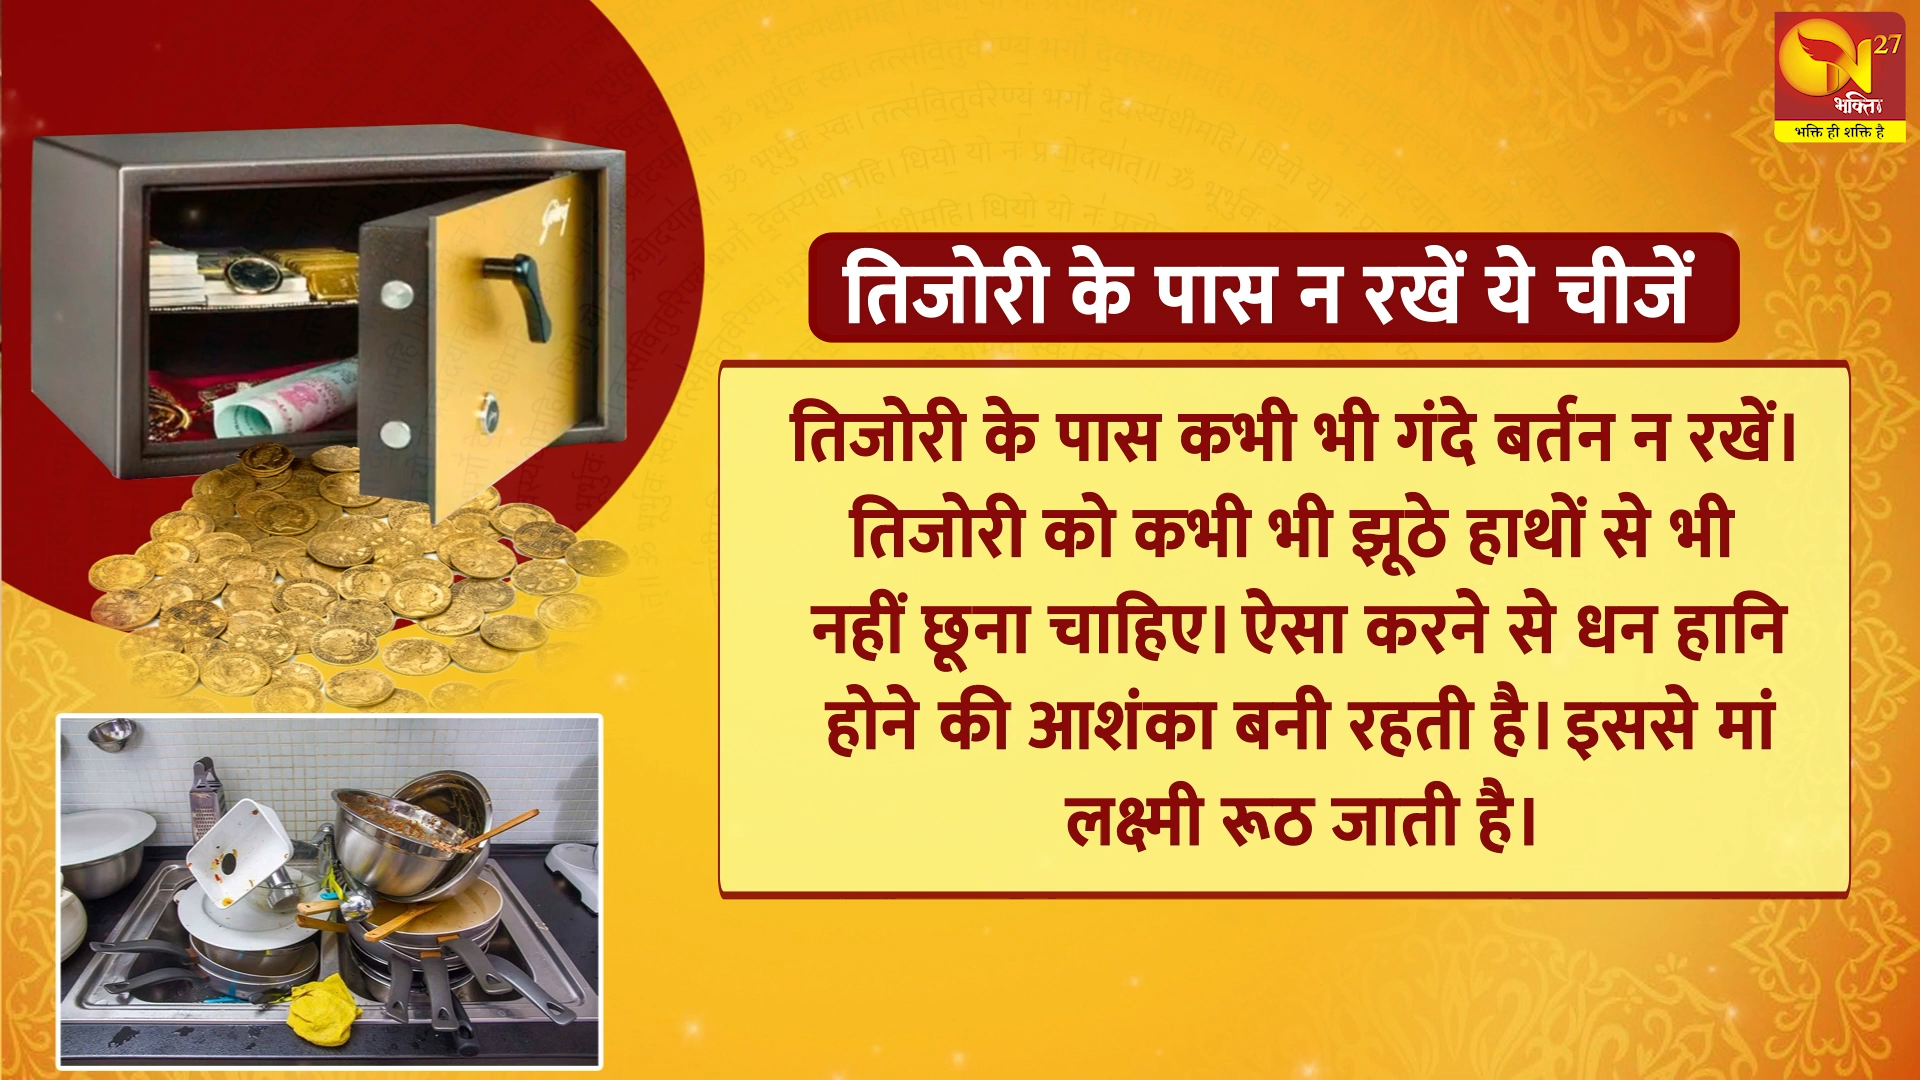 27
भक्ति
भक्ति ही शक्ति है
तिजोरी के पास न रखें ये चीजें
तिजोरी के पास कभी भी गंदे बर्तन न रखें।
तिजोरी को कभी भी झूठे हाथों से भी
नहीं छूना चाहिए। ऐसा करने से धन हानि
होने की आशंका बनी रहती है। इससे मां
लक्ष्मी रूठ जाती है।
Godrej